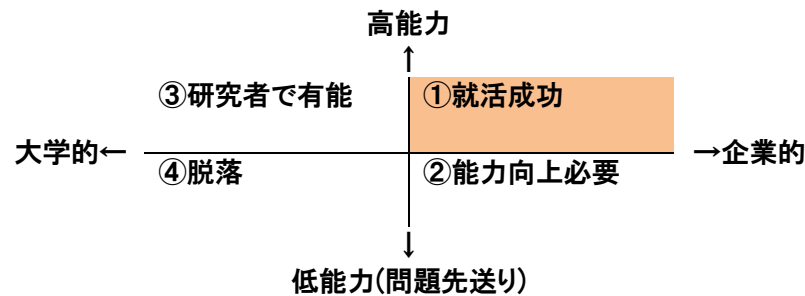 高能力
↑
③研究者で有能 ①就活成功
大学的← →企業的
④脱落 ②能力向上必要
↓
低能力(問題先送り)